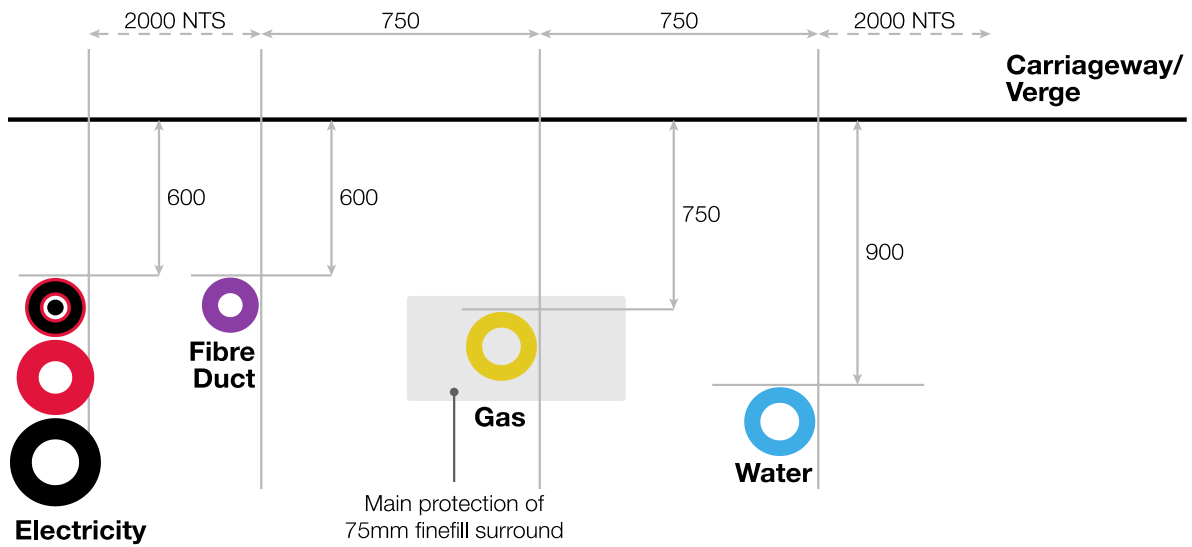 2000 NTS
750
750
2000 NTS
Carriageway/
Verge
600
600
750
900
Fibre
Duct
Gas
Water
Main protection of
75mm finefill surround
Electricity